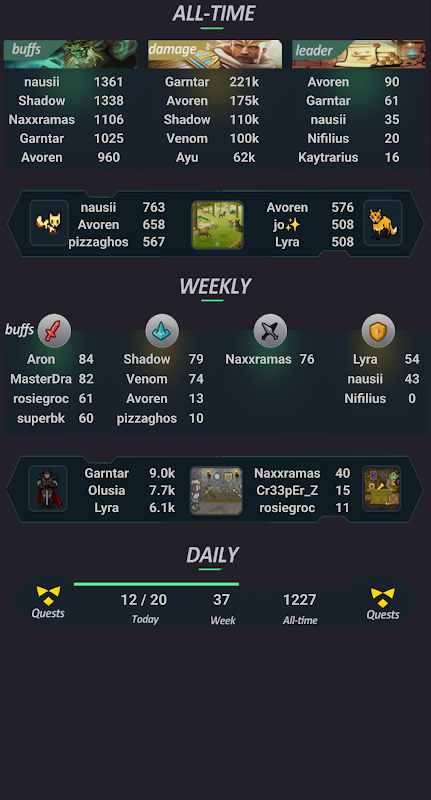 ALL-TIME
buffs damage leader
nausii 1361 Garntar 221k Avoren 90
Shadow 1338 Avoren 175k Garntar 61
Naxxramas 1106 Shadow 110k nausii 35
Garntar 1025 Venom 100k Nifilius 20
Avoren 960 Ayu 62k Kaytrarius 16
nausii 763 Avoren 576
Avoren 658 jo✨ 508
pizzaghos 567 Lyra 508
WEEKLY
buffs
Aron 84 Shadow 79 Naxxramas 76 Lyra 54
MasterDra 82 Venom 74 nausii 43
rosiegroc 61 Avoren 13 Nifilius 0
superbk 60 pizzaghos 10
Garntar 9.0k Naxxramas 40
Olusia 7.7k Cr33pEr_Z 15
Lyra 6.1k rosiegroc 11
DAILY
12 / 20 37 1227
Quests Today Week All-time Quests